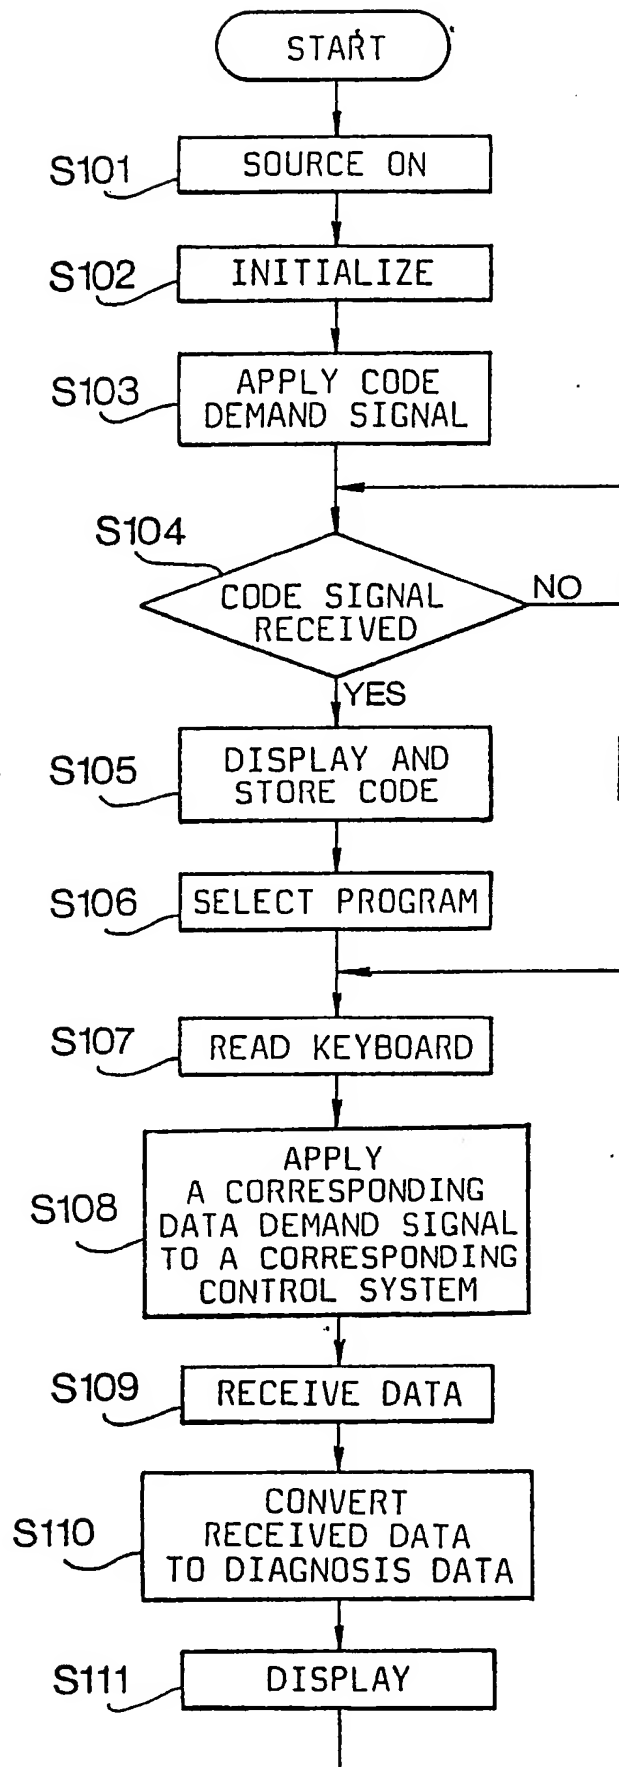 START
S101
SOURCE ON
S102
INITIALIZE
S103
APPLY CODE
DEMAND SIGNAL
S104
CODE SIGNAL
RECEIVED
NO
YES
S105
DISPLAY AND
STORE CODE
S106
SELECT PROGRAM
S107
READ KEYBOARD
S108
APPLY
A CORRESPONDING
DATA DEMAND SIGNAL
TO A CORRESPONDING
CONTROL SYSTEM
S109
RECEIVE DATA
S110
CONVERT
RECEIVED DATA
TO DIAGNOSIS DATA
S111
DISPLAY